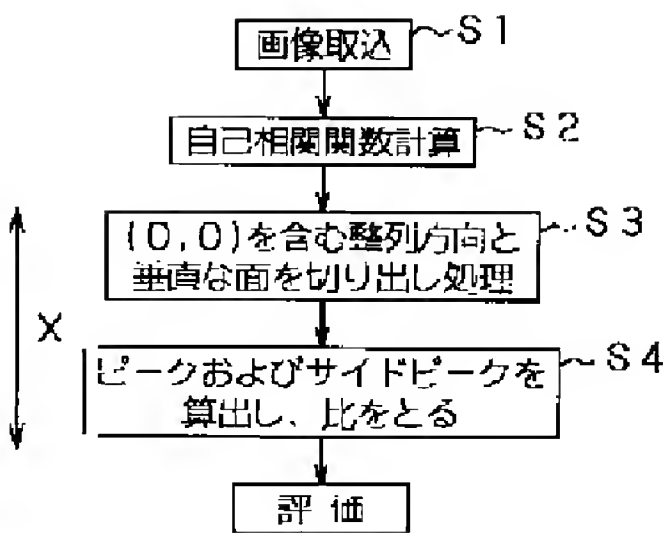 画像取込
S1
自己相関関数計算
S2
(0,0)を含む整列方向と
垂直な面を切り出し処理
S3
X
ピークおよびサイドピークを
算出し、比をとる
S4
評価